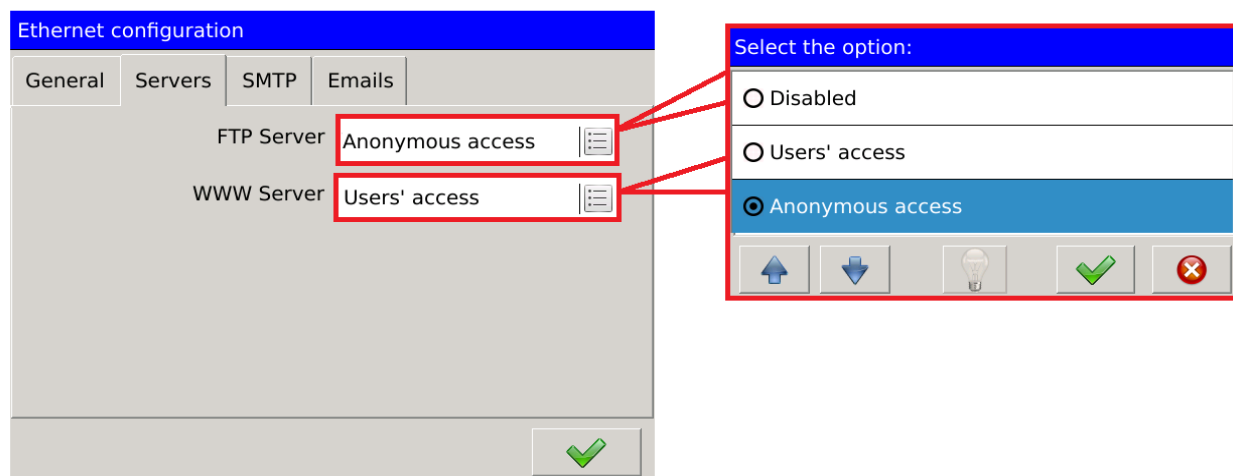 Ethernet configuration
General Servers SMTP Emails
FTP Server Anonymous access
WWW Server Users' access
Select the option:
Disabled
Users' access
Anonymous access